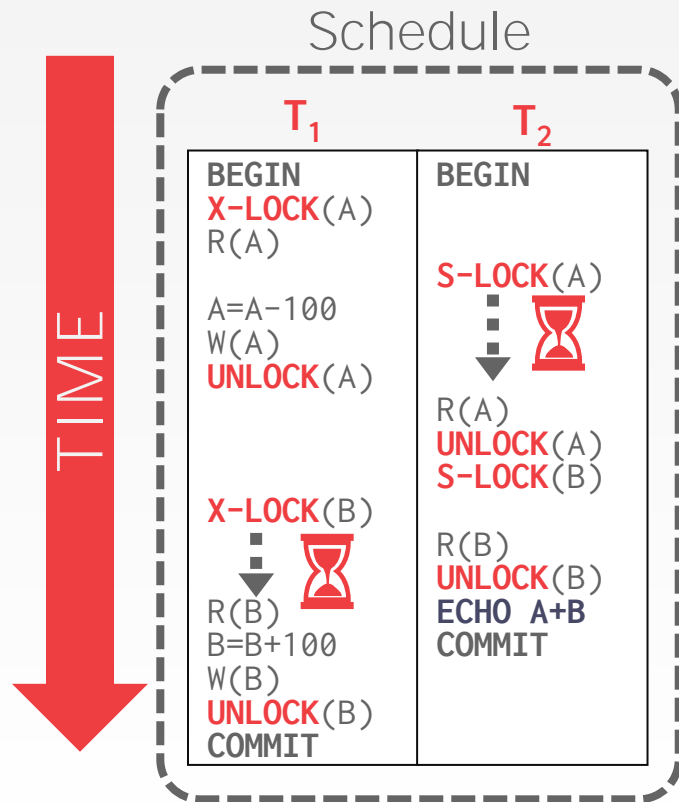 Schedule
TIME
T1
T2
BEGIN
X-LOCK(A)
R(A)
A=A-100
W(A)
UNLOCK(A)
X-LOCK(B)
R(B)
B=B+100
W(B)
UNLOCK(B)
COMMIT
BEGIN
S-LOCK(A)
R(A)
UNLOCK(A)
S-LOCK(B)
R(B)
UNLOCK(B)
ECHO A+B
COMMIT